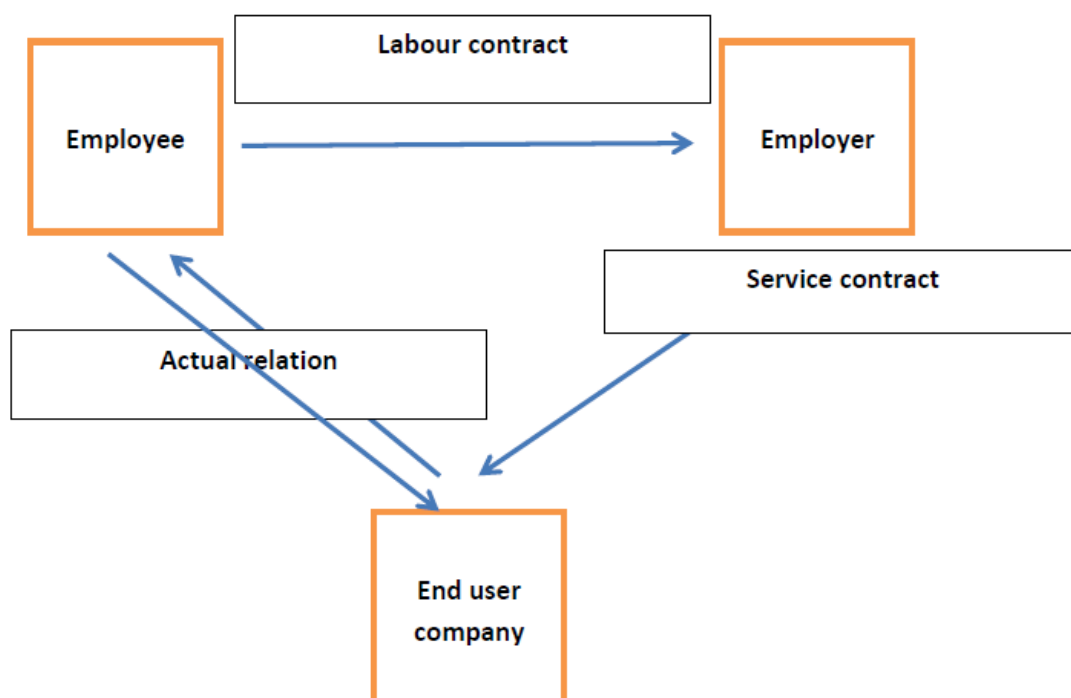 Labour contract
Employee
Employer
Service contract
Actual relation
End user
company